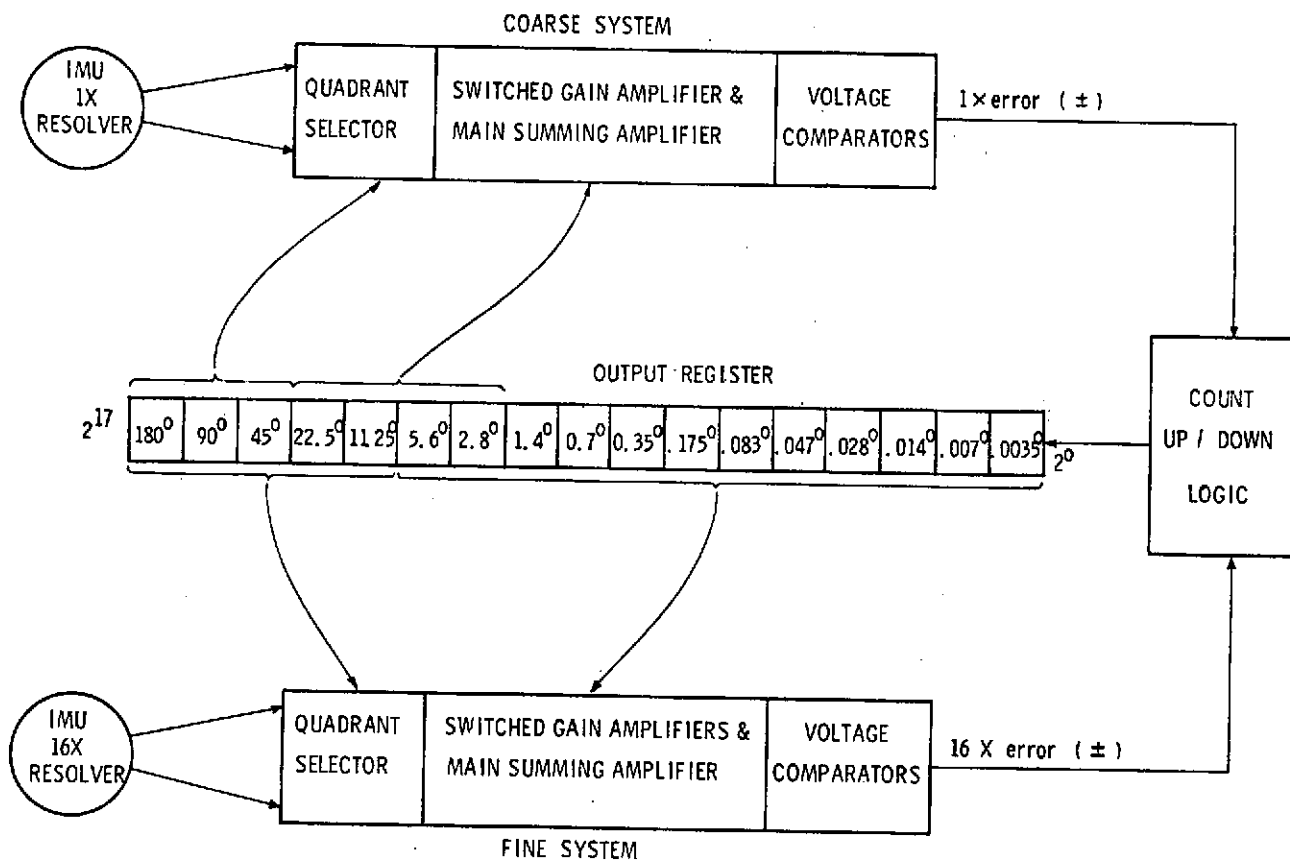 COARSE SYSTEM
IMU
1X
RESOLVER
QUADRANT
SELECTOR
SWITCHED GAIN AMPLIFIER &
MAIN SUMMING AMPLIFIER
VOLTAGE
COMPARATORS
1×error (±)
OUTPUT REGISTER
2^17 180° 90° 45° 22.5° 11 25° 5.6° 2.8° 1.4° 0.7° 0.35° .175° .083° .047° .028° .014° .007° .0035° 2^0
COUNT
UP / DOWN
LOGIC
IMU
16X
RESOLVER
QUADRANT
SELECTOR
SWITCHED GAIN AMPLIFIERS &
MAIN SUMMING AMPLIFIER
VOLTAGE
COMPARATORS
16 X error (±)
FINE SYSTEM